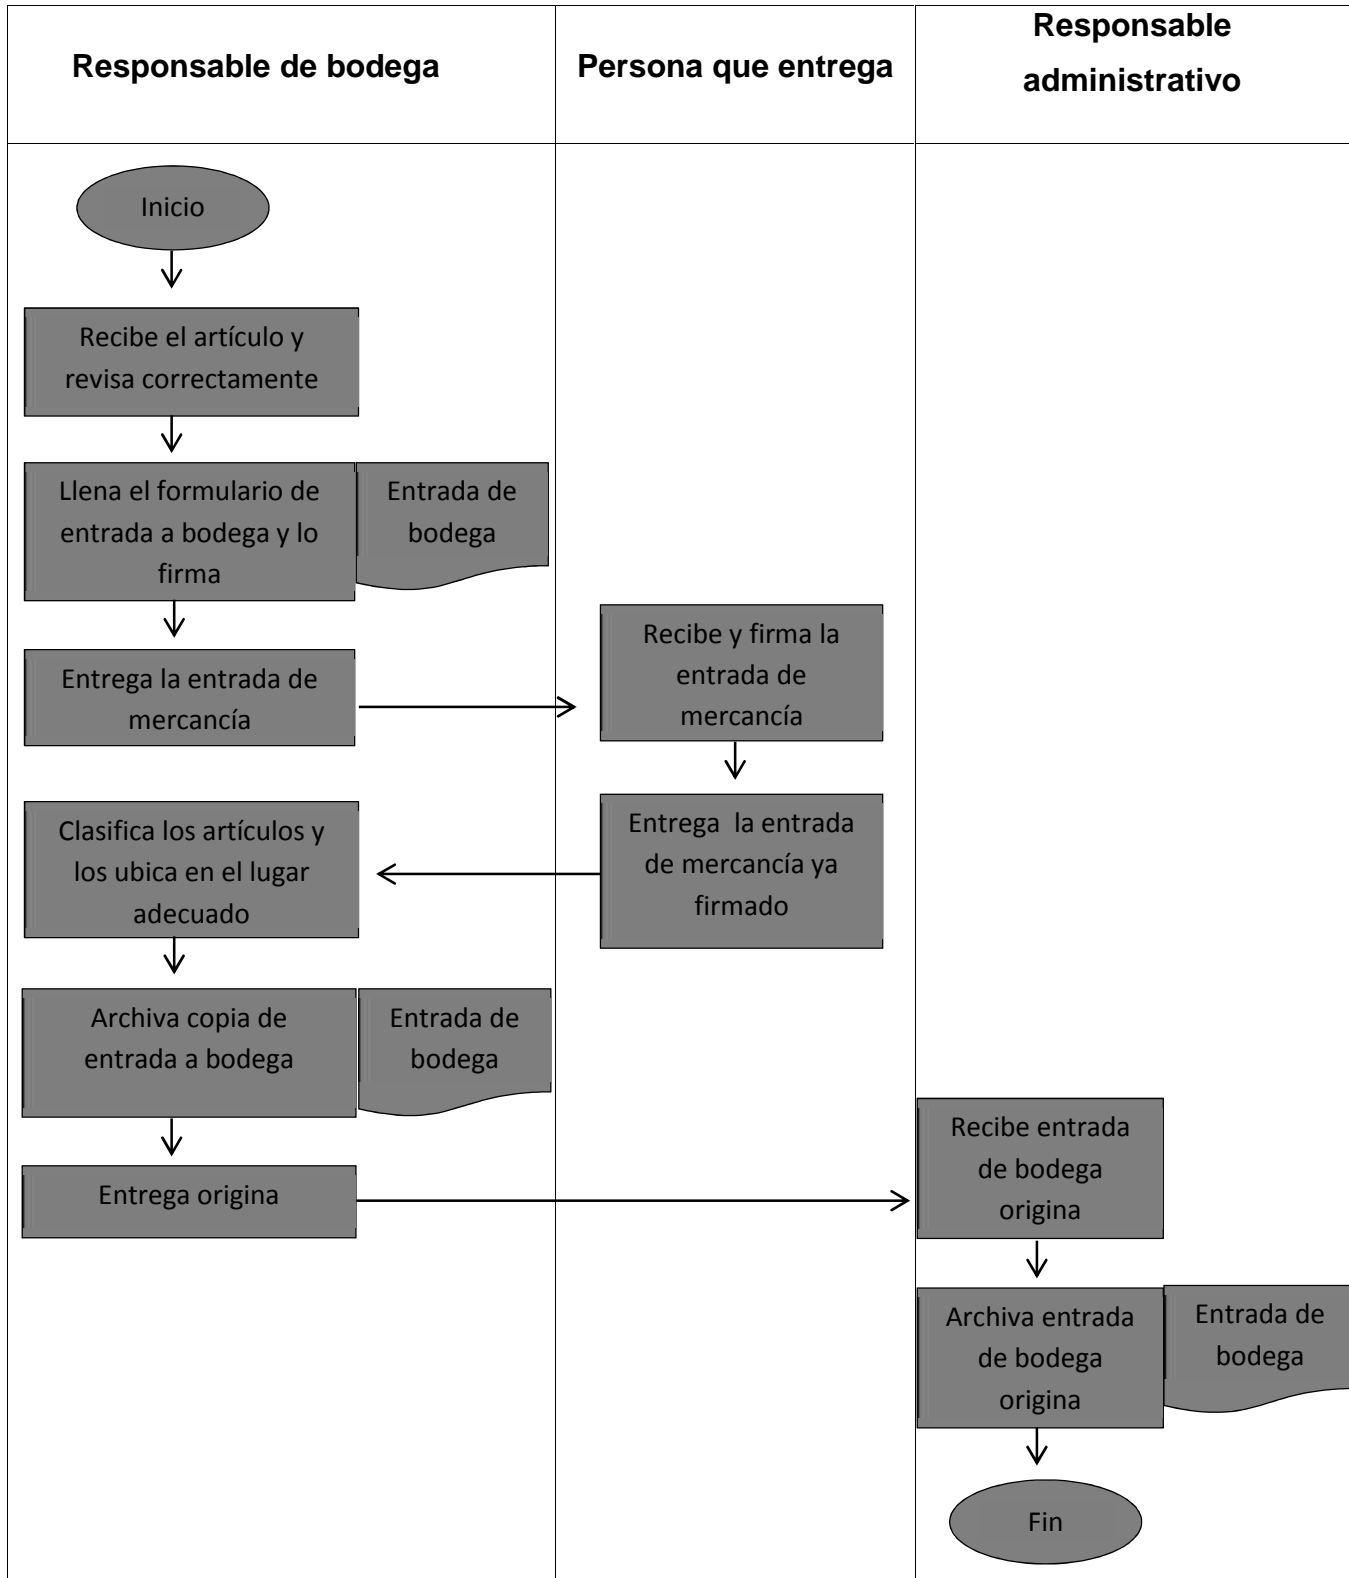 Responsable de bodega
Persona que entrega
Responsable
administrativo
Inicio
Recibe el artículo y
revisa correctamente
Llena el formulario de
entrada a bodega y lo
firma
Entrada de
bodega
Entrega la entrada de
mercancía
Recibe y firma la
entrada de
mercancía
Entrega la entrada
de mercancía ya
firmado
Clasifica los artículos y
los ubica en el lugar
adecuado
Archiva copia de
entrada a bodega
Entrada de
bodega
Entrega origina
Recibe entrada
de bodega
origina
Archiva entrada
de bodega
origina
Entrada de
bodega
Fin